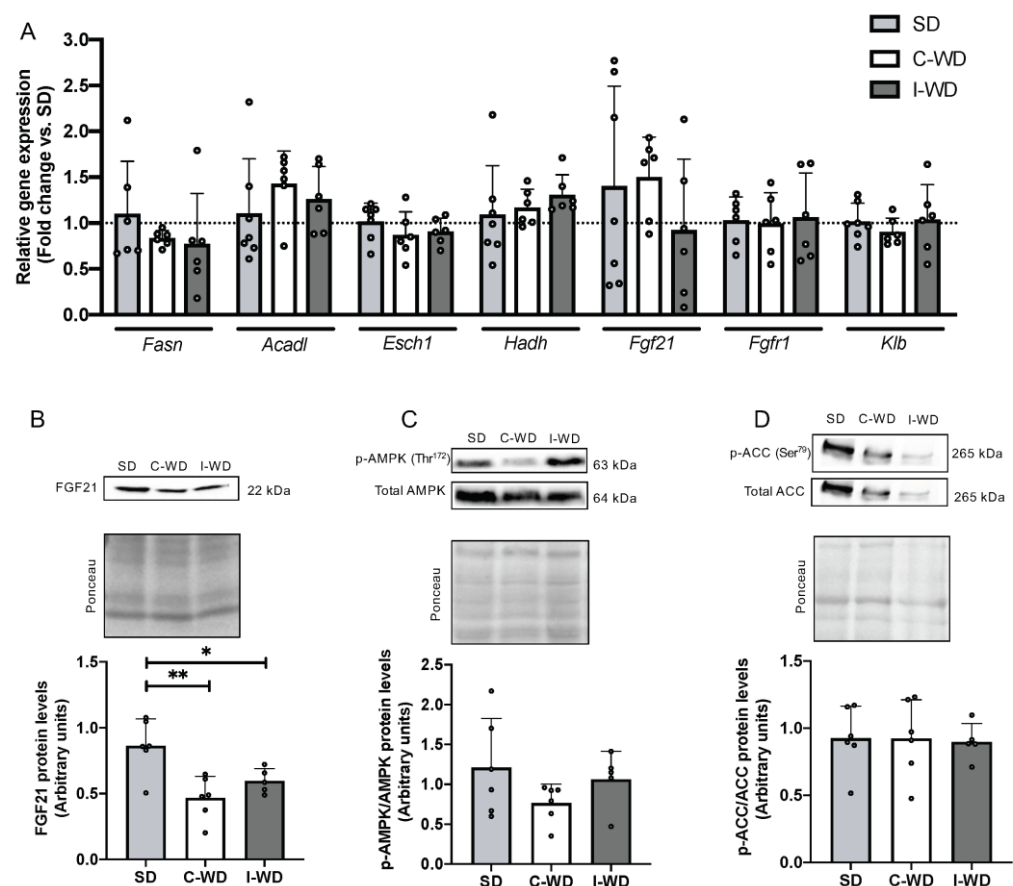 A
SD
C-WD
I-WD
Relative gene expression
(Fold change vs. SD)
3.0
2.5
2.0
1.5
1.0
0.5
0.0
Fasn
Acadl
Esch1
Hadh
Fgf21
Fgfr1
Klb
B
SD C-WD I-WD
FGF21
22 kDa
Ponceau
FGF21 protein levels
(Arbitrary units)
1.5
1.0
0.5
0.0
*
**
SD C-WD I-WD
C
SD C-WD I-WD
p-AMPK (Thr172)
63 kDa
Total AMPK
64 kDa
Ponceau
p-AMPK/AMPK protein levels
(Arbitrary units)
2.5
2.0
1.5
1.0
0.5
0.0
SD C-WD I-WD
D
SD C-WD I-WD
p-ACC (Ser79)
265 kDa
Total ACC
265 kDa
Ponceau
p-ACC/ACC protein levels
(Arbitrary units)
1.5
1.0
0.5
0.0
SD C-WD I-WD